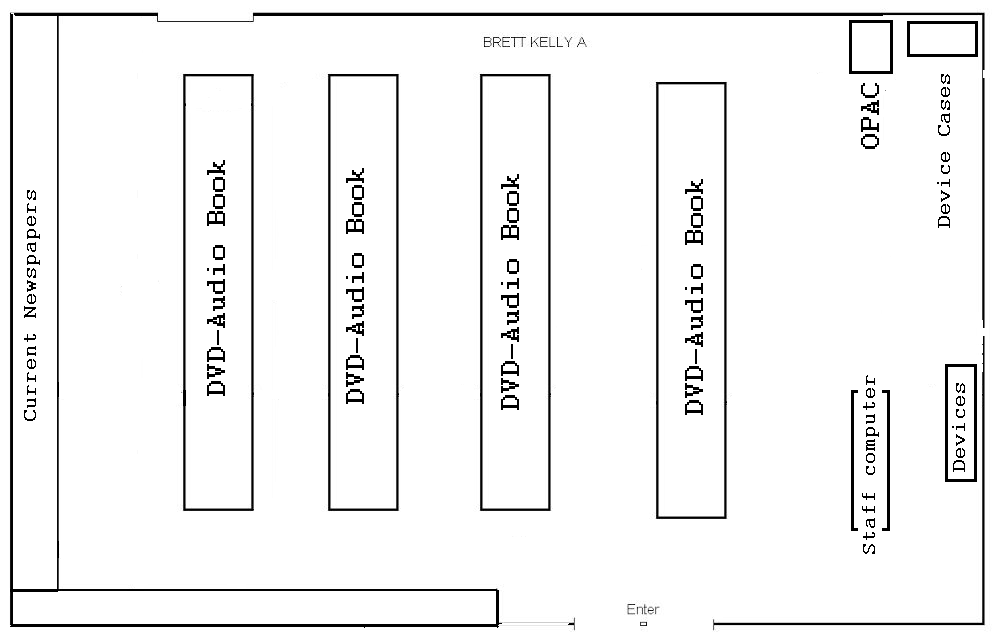 BRETT KELLY A
Current Newspapers
DVD-Audio Book
DVD-Audio Book
DVD-Audio Book
DVD-Audio Book
OPAC
Device Cases
Staff computer
Devices
Enter